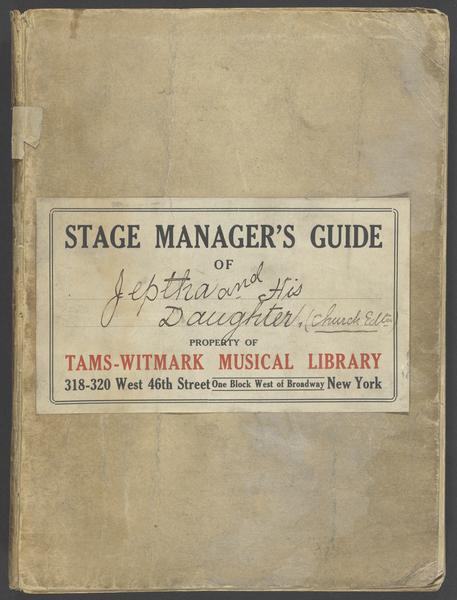 STAGE MANAGER'S GUIDE
OF
Jeptha and His
Daughter. (Church Edtn)
PROPERTY OF
TAMS-WITMARK MUSICAL LIBRARY
318-320 West 46th Street One Block West of Broadway New York